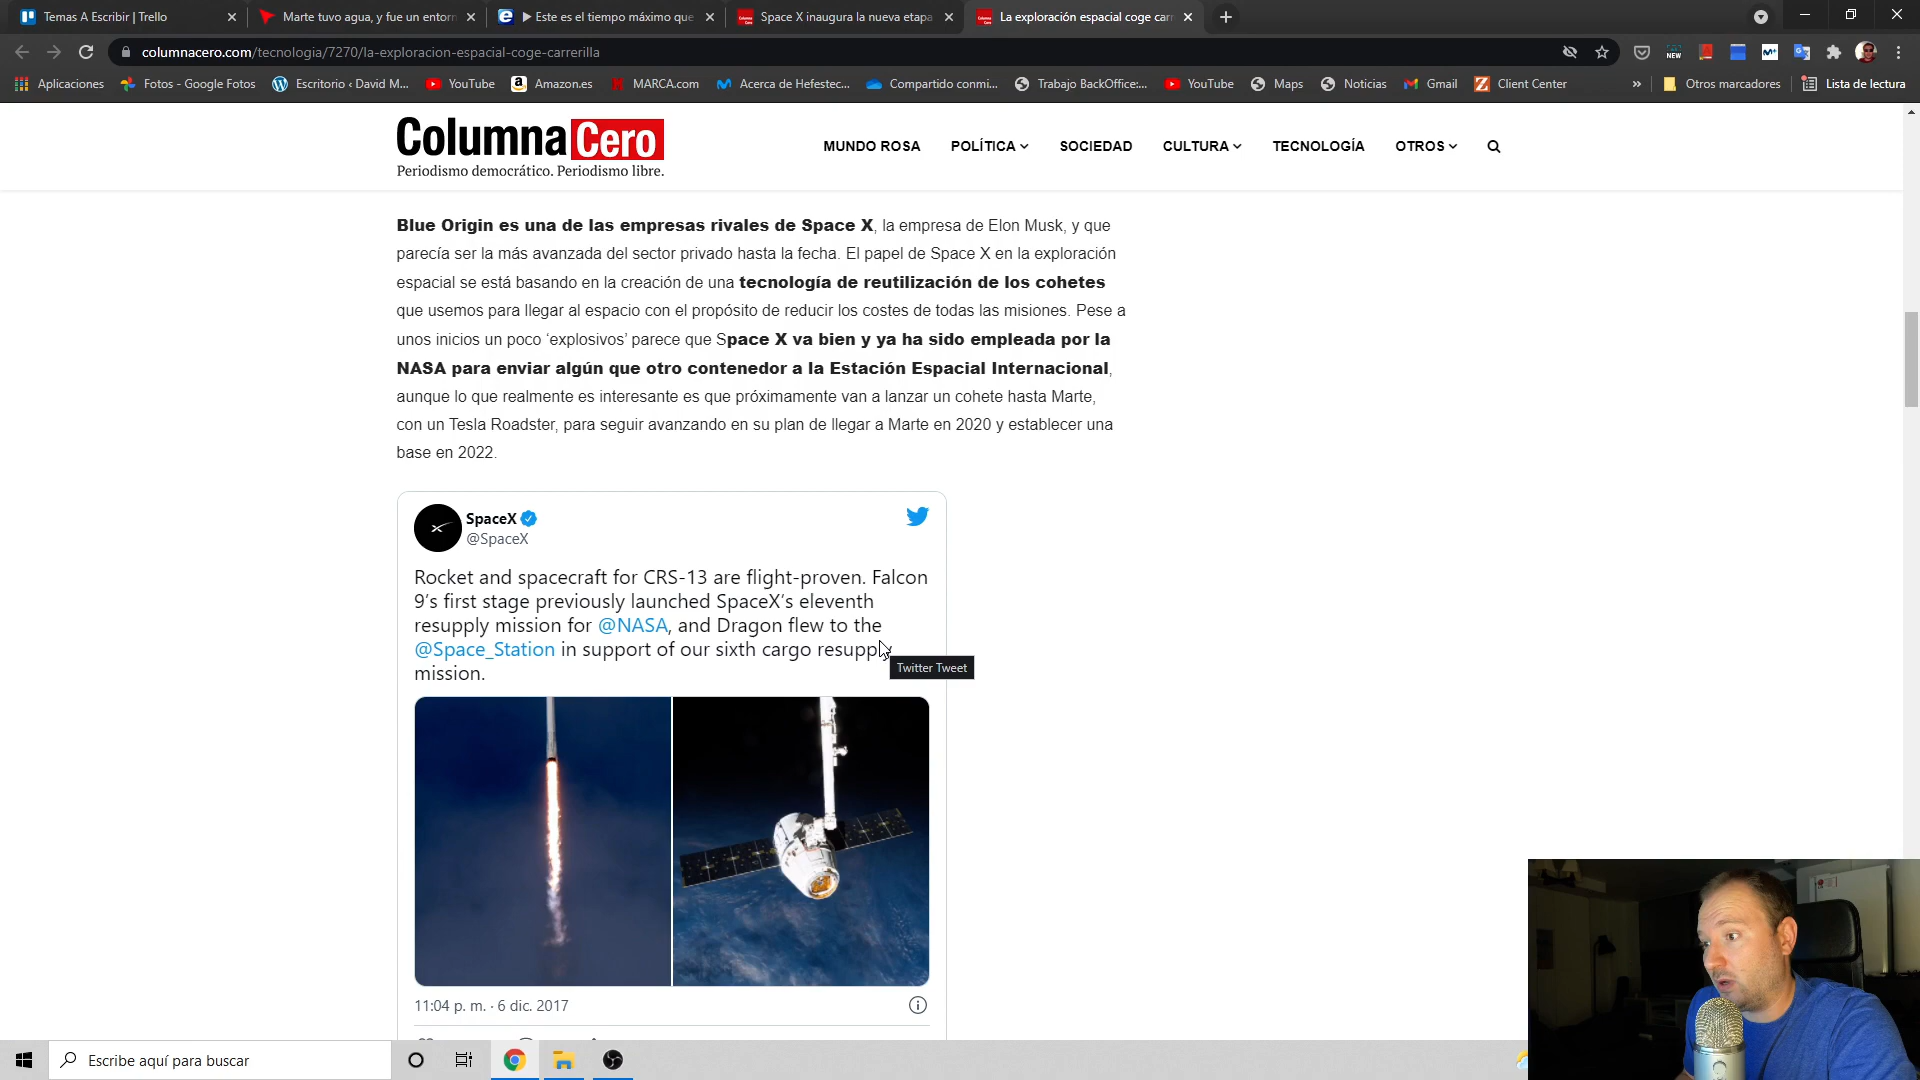 Temas A Escribir | Trello
Marte tuvo agua, y fue un entorn
Este es el tiempo máximo que
Space X inaugura la nueva etapa
La exploración espacial coge carr
columnacero.com/tecnologia/7270/la-exploracion-espacial-coge-carrerilla
NEW
Aplicaciones
Fotos - Google Fotos
Escritorio ‹ David M...
YouTube
Amazon.es
MARCA.com
Acerca de Hefestec...
Compartido conmi...
Trabajo BackOffice:...
YouTube
Maps
Noticias
Gmail
Client Center
»
Otros marcadores
Lista de lectura
Columna Cero
Periodismo democrático. Periodismo libre.
MUNDO ROSA
POLÍTICA
SOCIEDAD
CULTURA
TECNOLOGÍA
OTROS
Blue Origin es una de las empresas rivales de Space X, la empresa de Elon Musk, y que
parecía ser la más avanzada del sector privado hasta la fecha. El papel de Space X en la exploración
espacial se está basando en la creación de una tecnología de reutilización de los cohetes
que usemos para llegar al espacio con el propósito de reducir los costes de todas las misiones. Pese a
unos inicios un poco ‘explosivos’ parece que Space X va bien y ya ha sido empleada por la
NASA para enviar algún que otro contenedor a la Estación Espacial Internacional,
aunque lo que realmente es interesante es que próximamente van a lanzar un cohete hasta Marte,
con un Tesla Roadster, para seguir avanzando en su plan de llegar a Marte en 2020 y establecer una
base en 2022.
SpaceX
@SpaceX
Rocket and spacecraft for CRS-13 are flight-proven. Falcon
9’s first stage previously launched SpaceX’s eleventh
resupply mission for @NASA, and Dragon flew to the
@Space_Station in support of our sixth cargo resupply
mission.
Twitter Tweet
11:04 p. m. · 6 dic. 2017
Escribe aquí para buscar